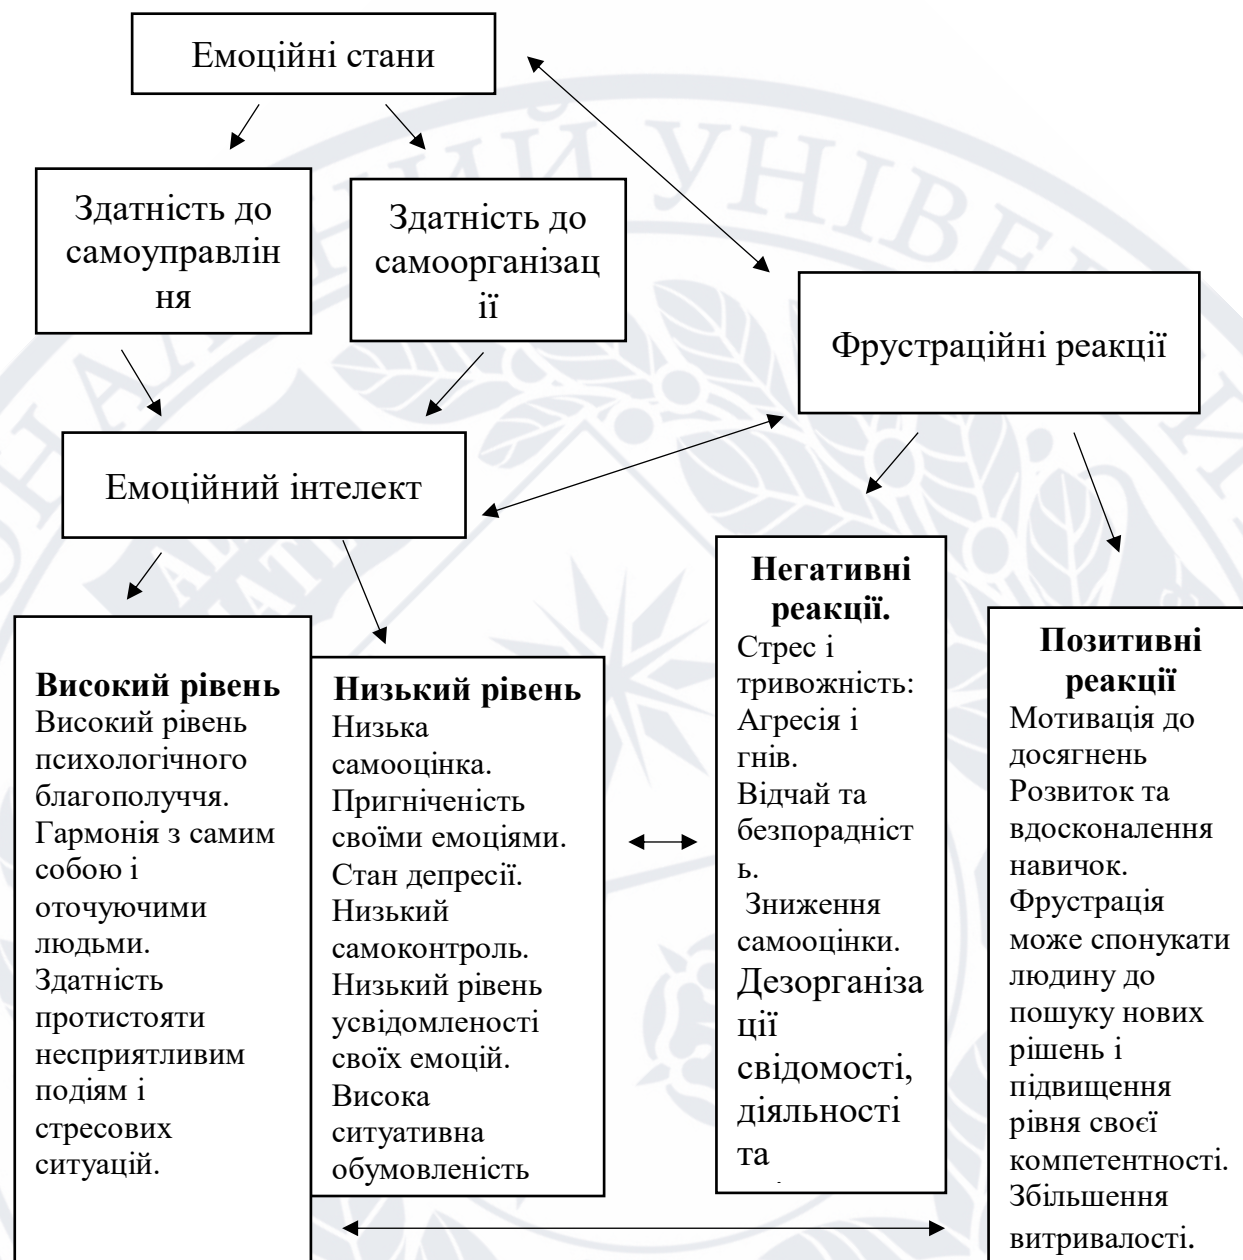 Емоційні стани
Здатність до
самоуправлін
ня
Здатність до
самоорганізац
ії
Фрустраційні реакції
Емоційний інтелект
Високий рівень
Високий рівень
психологічного
благополуччя.
Гармонія з самим
собою і
оточуючими
людьми.
Здатність
протистояти
несприятливим
подіям і
стресових
ситуацій.
Низький рівень
Низька
самооцінка.
Пригніченість
своїми емоціями.
Стан депресії.
Низький
самоконтроль.
Низький рівень
усвідомленості
своїх емоцій.
Висока
ситуативна
обумовленість
Негативні
реакції.
Стрес і
тривожність:
Агресія і
гнів.
Відчай та
безпорадніст
ь.
Зниження
самооцінки.
Дезорганіза
ції
свідомості,
діяльності
та
Позитивні
реакції
Мотивація до
досягнень
Розвиток та
вдосконалення
навичок.
Фрустрація
може спонукати
людину до
пошуку нових
рішень і
підвищення
рівня своєї
компетентності.
Збільшення
витривалості.